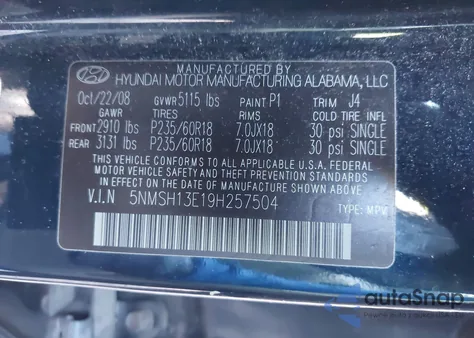 MANUFACTURED BY
HYUNDAI MOTOR MANUFACTURING ALABAMA, LLC
Oct/22/08 GVWR 5115 lbs PAINT P1 TRIM J4
GAWR TIRES RIMS COLD TIRE INFL
FRONT 2910 lbs P235/60R18 7.0JX18 30 psi SINGLE
REAR 3131 lbs P235/60R18 7.0JX18 30 psi SINGLE
THIS VEHICLE CONFORMS TO ALL APPLICABLE U.S.A. FEDERAL
MOTOR VEHICLE SAFETY, BUMPER, AND THEFT PREVENTION STANDARDS
IN EFFECT ON THE DATE OF MANUFACTURE SHOWN ABOVE.
V.I.N 5NMSH13E19H257504 TYPE: MPV
autoSnap